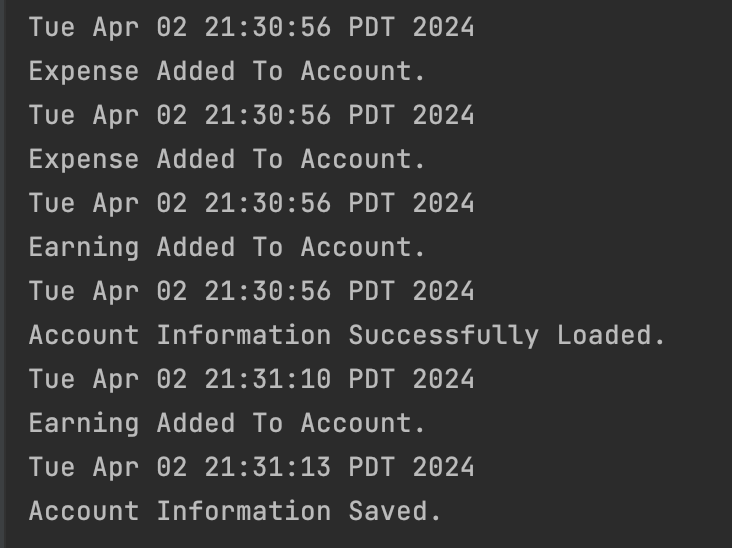 Tue Apr 02 21:30:56 PDT 2024
Expense Added To Account.
Tue Apr 02 21:30:56 PDT 2024
Expense Added To Account.
Tue Apr 02 21:30:56 PDT 2024
Earning Added To Account.
Tue Apr 02 21:30:56 PDT 2024
Account Information Successfully Loaded.
Tue Apr 02 21:31:10 PDT 2024
Earning Added To Account.
Tue Apr 02 21:31:13 PDT 2024
Account Information Saved.